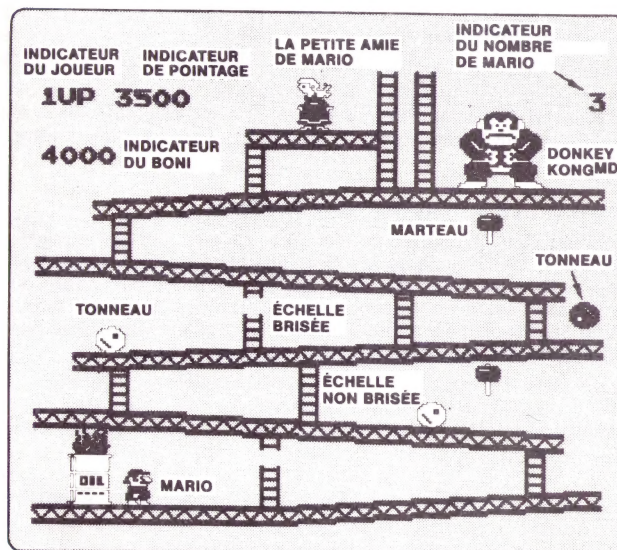 INDICATEUR
DU JOUEUR
INDICATEUR
DE POINTAGE
LA PETITE AMIE
DE MARIO
INDICATEUR
DU NOMBRE
DE MARIO
1UP 3500
3
4000
INDICATEUR
DU BONI
DONKEY
KONGMD
MARTEAU
TONNEAU
TONNEAU
ÉCHELLE
BRISÉE
ÉCHELLE
NON BRISÉE
OIL
MARIO